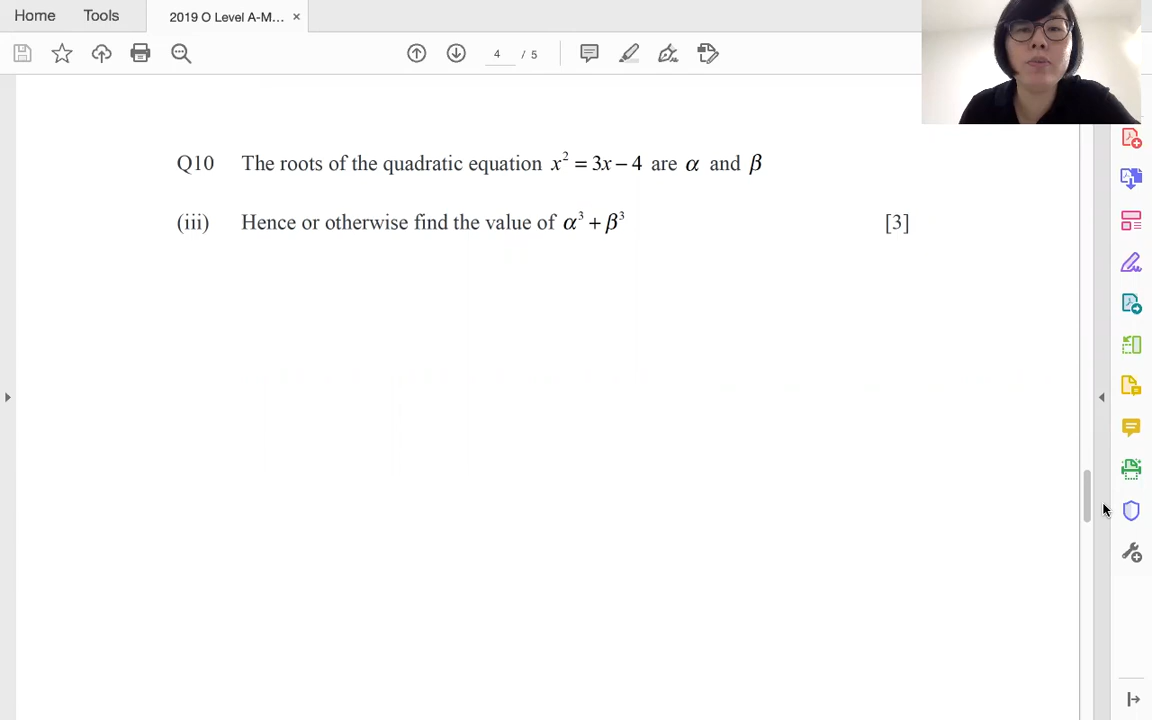 Home Tools 2019 O Level A-M... ×
4 / 5
Q10 The roots of the quadratic equation x² = 3x − 4 are α and β
(iii) Hence or otherwise find the value of α³ + β³ [3]